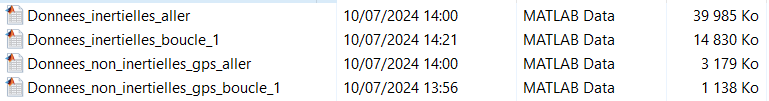 Donnees_inertielles_aller 10/07/2024 14:00 MATLAB Data 39 985 Ko
Donnees_inertielles_boucle_1 10/07/2024 14:21 MATLAB Data 14 830 Ko
Donnees_non_inertielles_gps_aller 10/07/2024 14:00 MATLAB Data 3 179 Ko
Donnees_non_inertielles_gps_boucle_1 10/07/2024 13:56 MATLAB Data 1 138 Ko